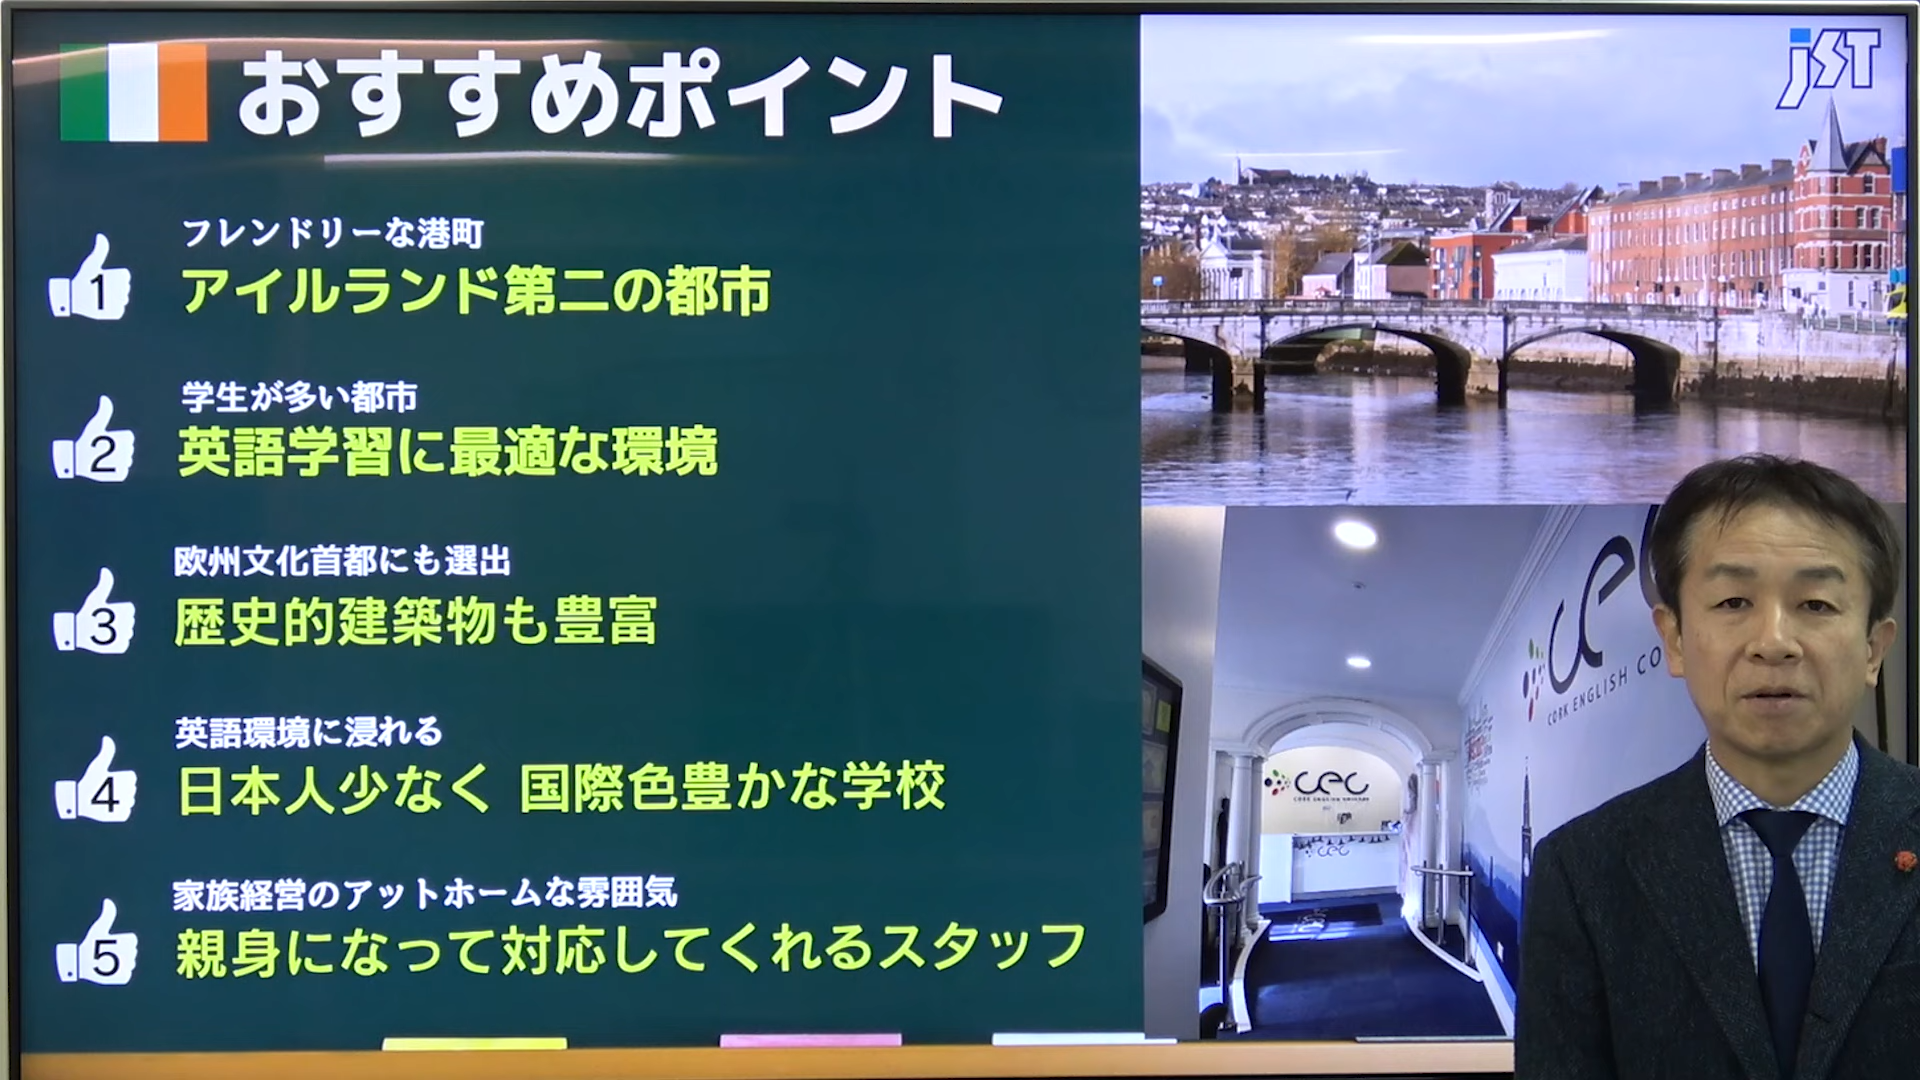 おすすめポイント
1
フレンドリーな港町
アイルランド第二の都市
2
学生が多い都市
英語学習に最適な環境
3
欧州文化首都にも選出
歴史的建築物も豊富
4
英語環境に浸れる
日本人少なく 国際色豊かな学校
5
家族経営のアットホームな雰囲気
親身になって対応してくれるスタッフ
jST
cec
CORK ENGLISH CO
cec
cec